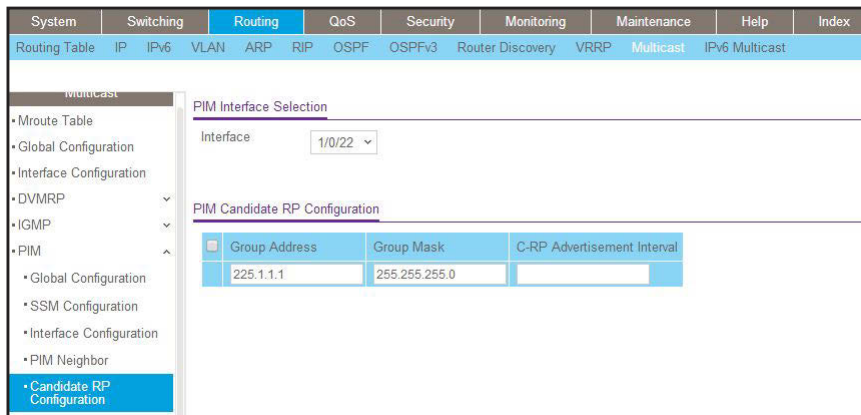 System Switching Routing QoS Security Monitoring Maintenance Help Index
Routing Table IP IPv6 VLAN ARP RIP OSPF OSPFv3 Router Discovery VRRP Multicast IPv6 Multicast
Multicast
Mroute Table
Global Configuration
Interface Configuration
DVMRP
IGMP
PIM
Global Configuration
SSM Configuration
Interface Configuration
PIM Neighbor
Candidate RP
Configuration
PIM Interface Selection
Interface 1/0/22
PIM Candidate RP Configuration
Group Address Group Mask C-RP Advertisement Interval
225.1.1.1 255.255.255.0